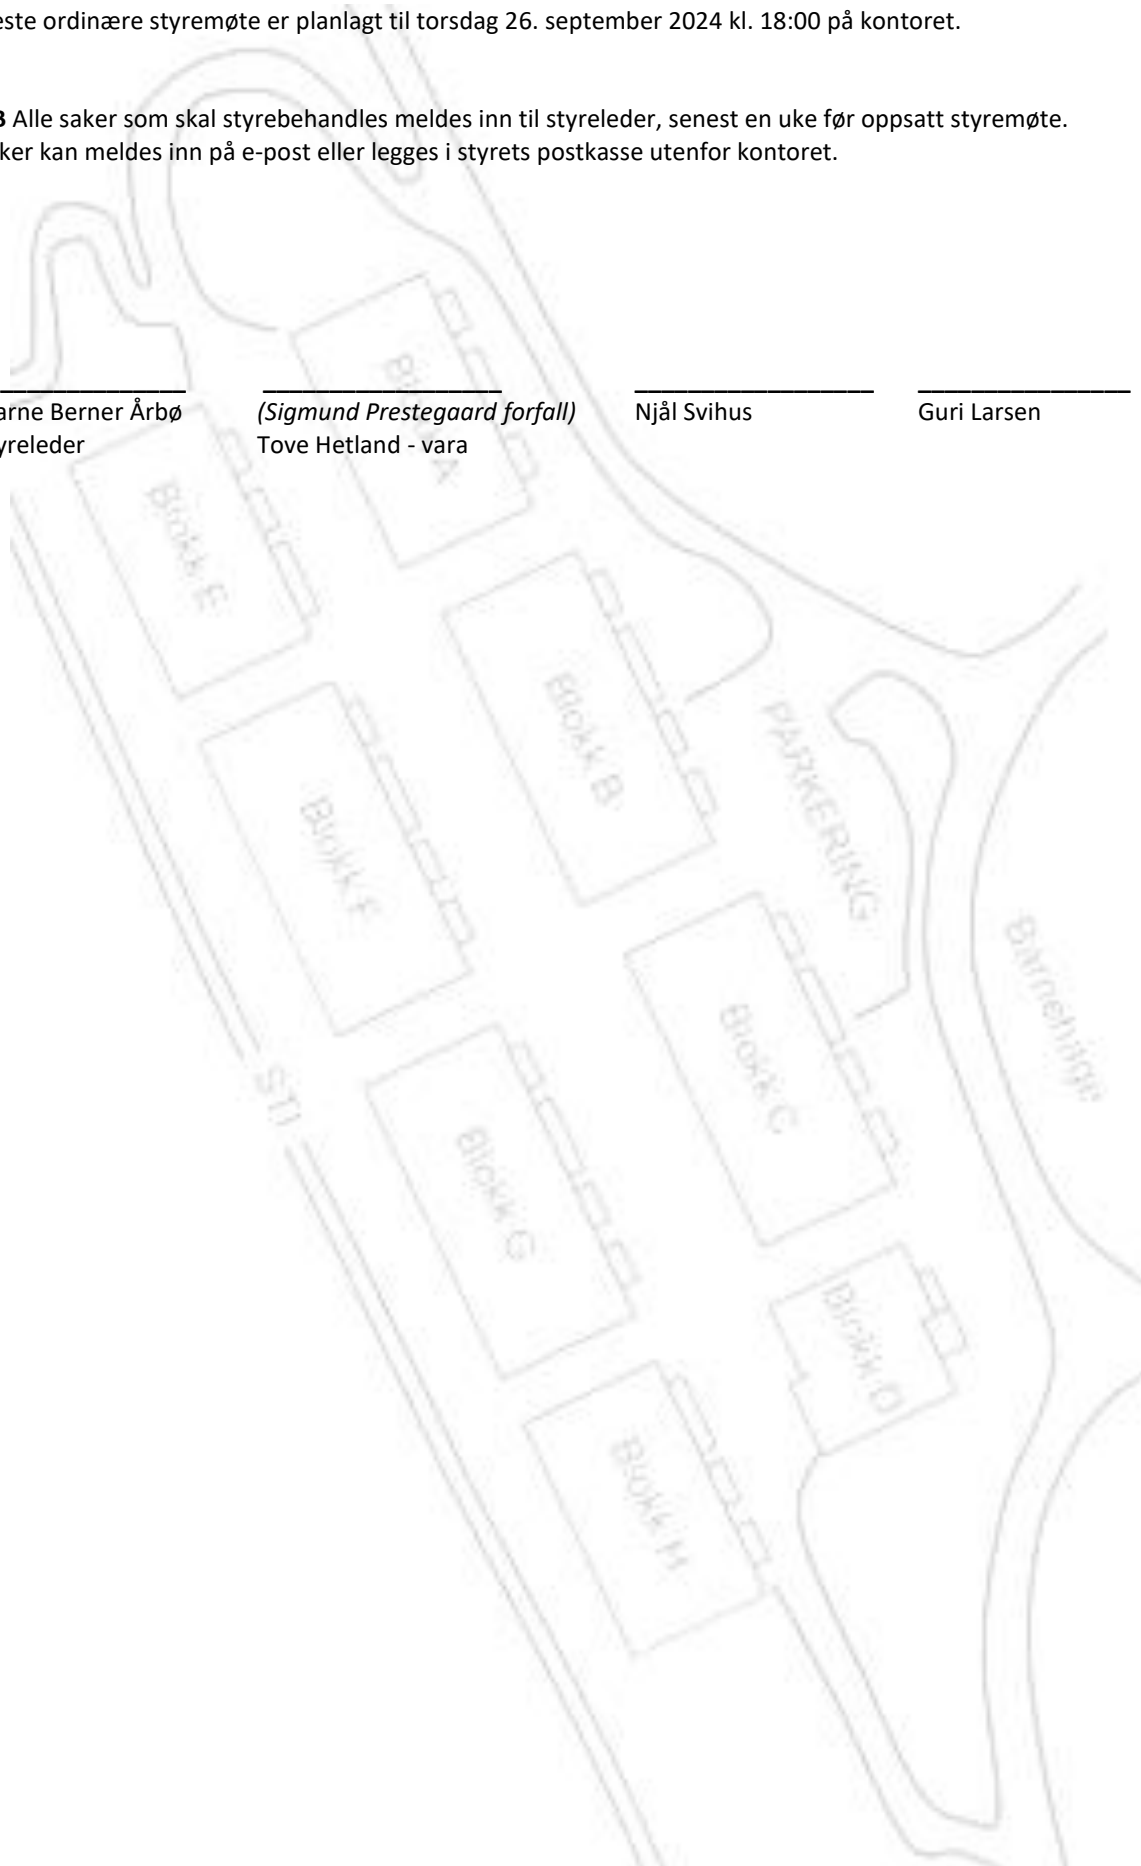 este ordinære styremøte er planlagt til torsdag 26. september 2024 kl. 18:00 på kontoret.
B Alle saker som skal styrebehandles meldes inn til styreleder, senest en uke før oppsatt styremøte.
ker kan meldes inn på e-post eller legges i styrets postkasse utenfor kontoret.
arne Berner Årbø (Sigmund Prestegaard forfall) Njål Svihus Guri Larsen
yreleder Tove Hetland - vara
Blokk A
Blokk E
Blokk B
PARKERING
Blokk F
Barnehage
Blokk C
STI
Blokk G
Blokk D
Blokk H